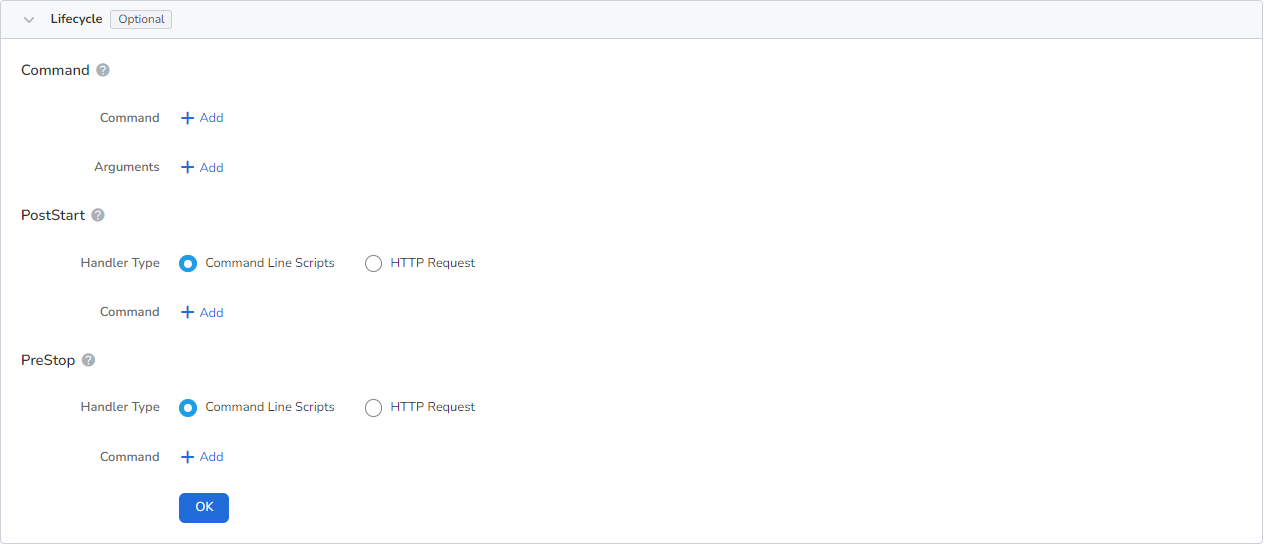 Lifecycle Optional
Command ?
Command + Add
Arguments + Add
PostStart ?
Handler Type Command Line Scripts HTTP Request
Command + Add
PreStop ?
Handler Type Command Line Scripts HTTP Request
Command + Add
OK